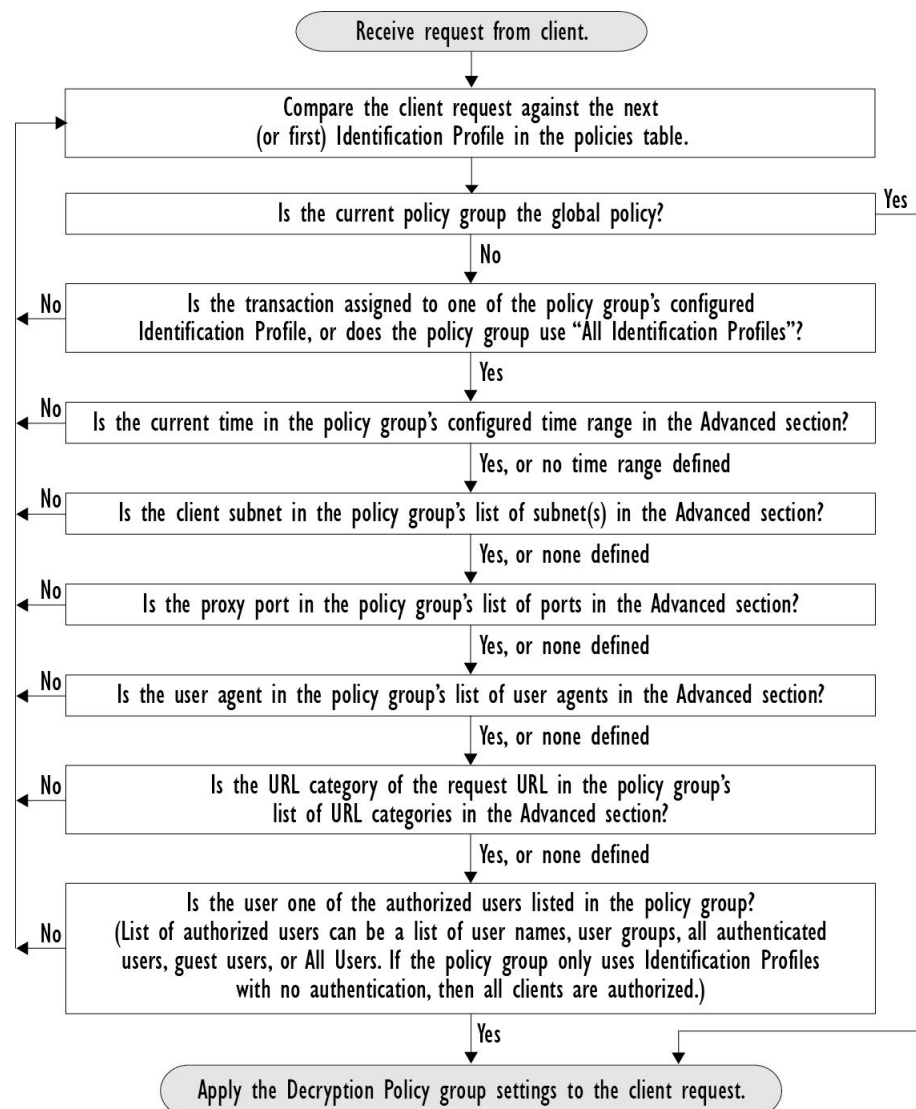 Receive request from client.
Compare the client request against the next
(or first) Identification Profile in the policies table.
Is the current policy group the global policy?
Yes
No
No
Is the transaction assigned to one of the policy group's configured
Identification Profile, or does the policy group use “All Identification Profiles”?
Yes
No
Is the current time in the policy group's configured time range in the Advanced section?
Yes, or no time range defined
No
Is the client subnet in the policy group's list of subnet(s) in the Advanced section?
Yes, or none defined
No
Is the proxy port in the policy group's list of ports in the Advanced section?
Yes, or none defined
No
Is the user agent in the policy group's list of user agents in the Advanced section?
Yes, or none defined
No
Is the URL category of the request URL in the policy group's
list of URL categories in the Advanced section?
Yes, or none defined
No
Is the user one of the authorized users listed in the policy group?
(List of authorized users can be a list of user names, user groups, all authenticated
users, guest users, or All Users. If the policy group only uses Identification Profiles
with no authentication, then all clients are authorized.)
Yes
Apply the Decryption Policy group settings to the client request.